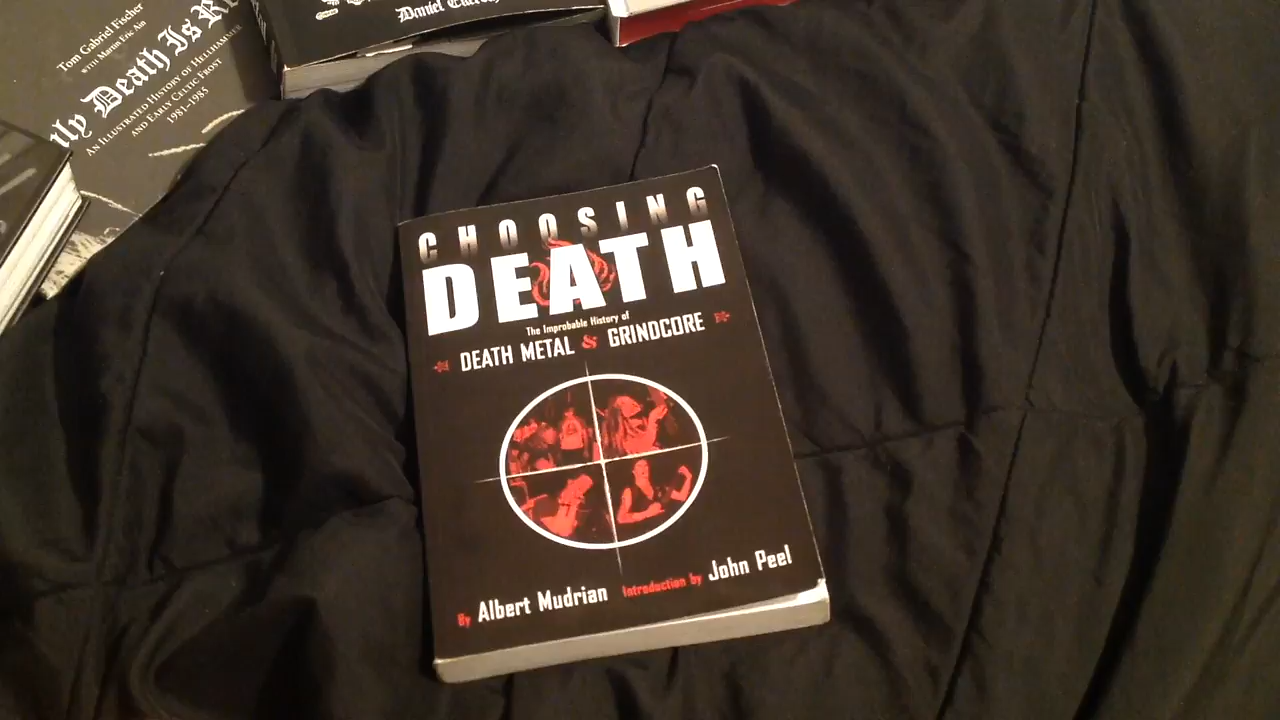 Tom Gabriel Fischer
with Martin Eric Ain
Death Is
An Illustrated History of Hellhammer
and Early Celtic Frost
1981–1985
Daniel
CHOOSING
DEATH
The Improbable History of
DEATH METAL & GRINDCORE
By Albert Mudrian Introduction by John Peel